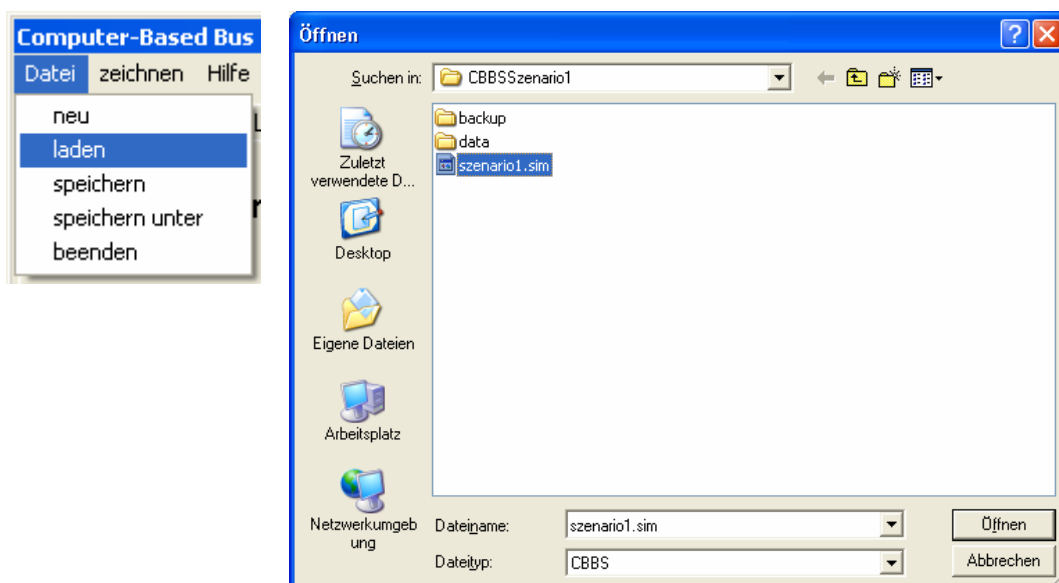 Computer-Based Bus
Datei zeichnen Hilfe
neu
laden
speichern
speichern unter
beenden
Öffnen
Suchen in: CBBSSzenario1
backup
data
szenario1.sim
Zuletzt
verwendete D...
Desktop
Eigene Dateien
Arbeitsplatz
Netzwerkumgeb
ung
Dateiname: szenario1.sim Öffnen
Dateityp: CBBS Abbrechen